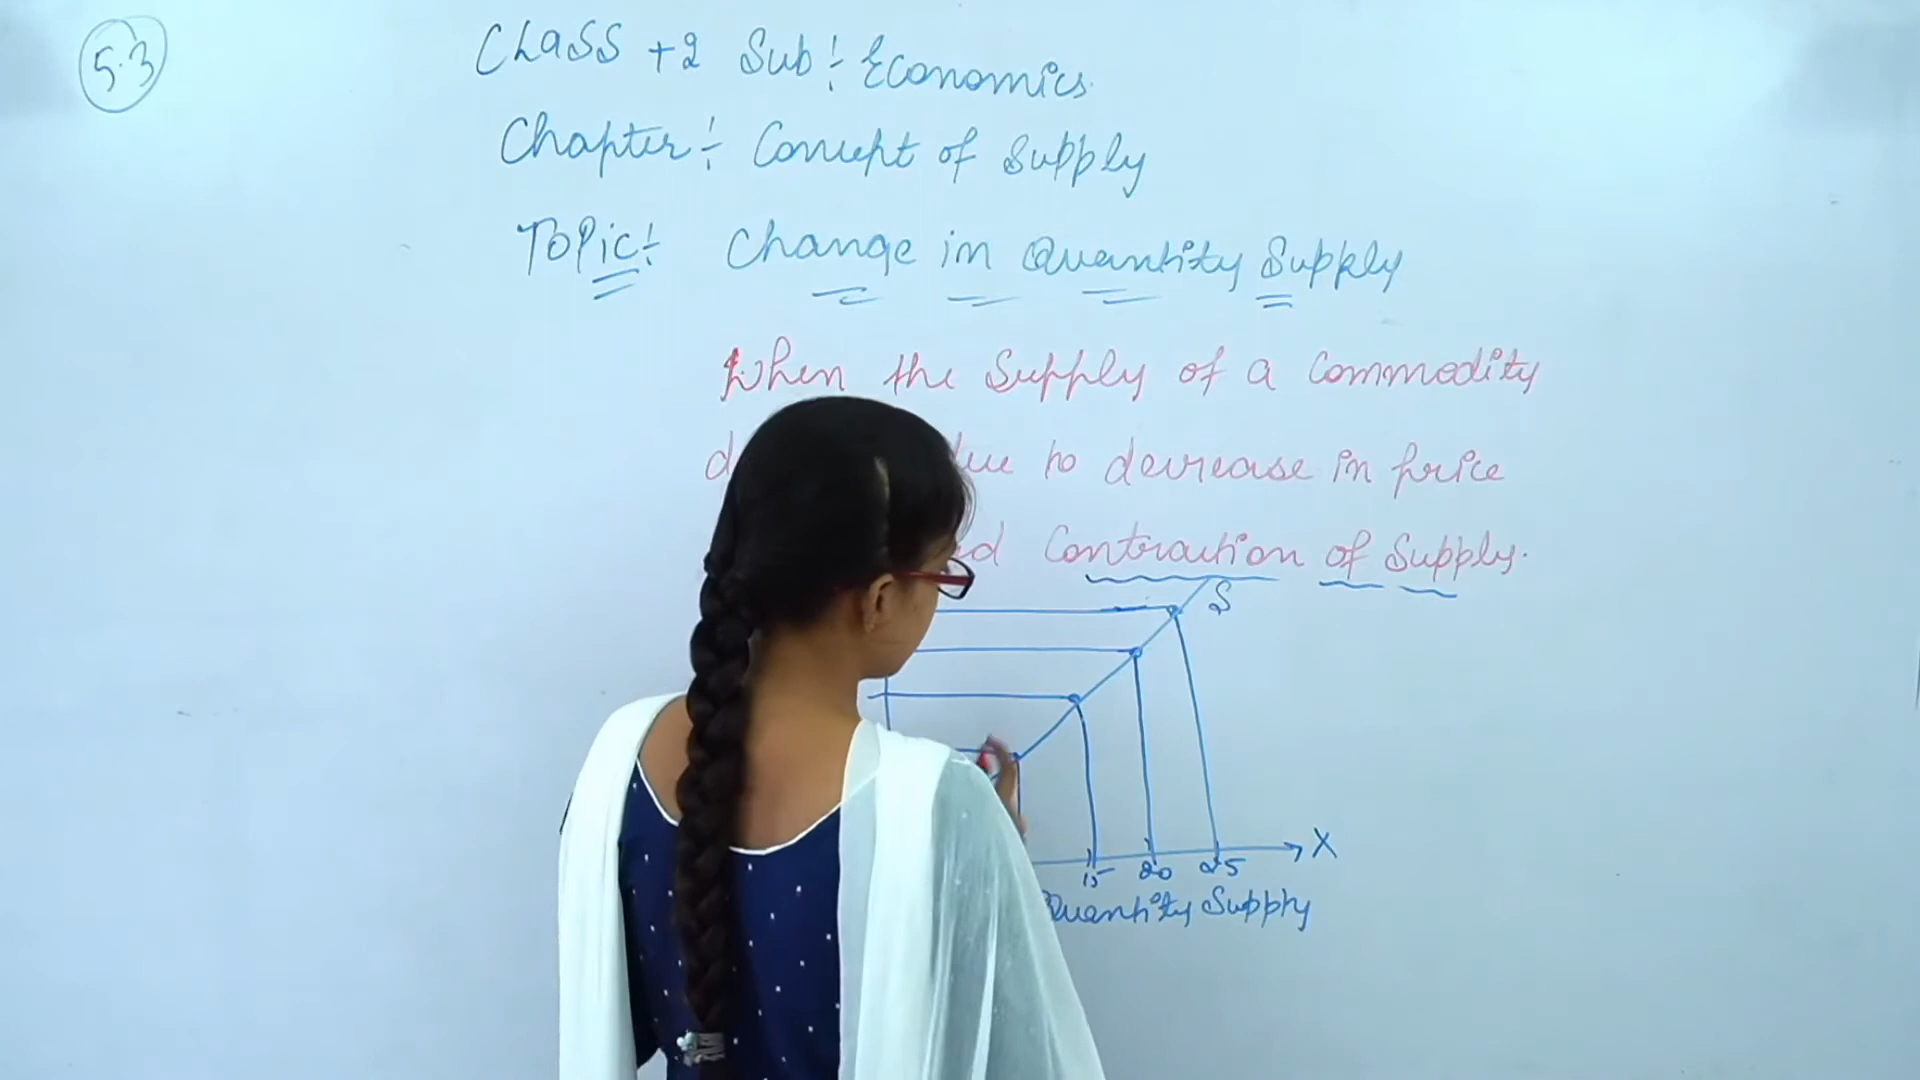 5.3
Class +2 Sub:- Economics.
Chapter:- Concept of Supply
Topic:- Change in Quantity Supply
When the Supply of a Commodity
due to decrease in price
Contraction of Supply.
S
X
15 20 25
Quantity Supply